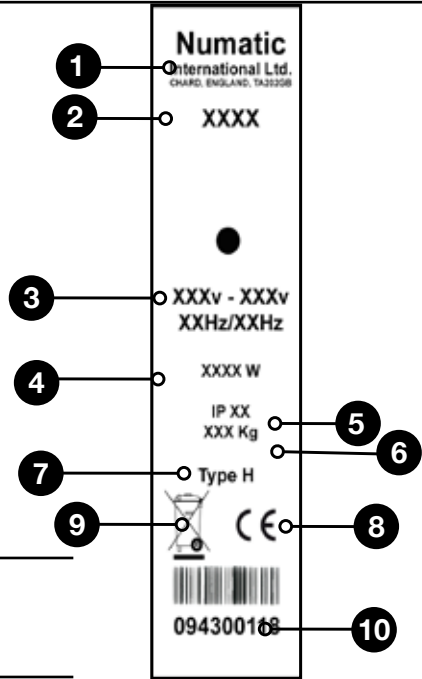 Numatic
1 International Ltd.
CHARD, ENGLAND, TA202GB
2 XXXX
3 XXXv - XXXv
XXHz/XXHz
XXXX W
4
IP XX
5
XXX Kg
6
7 Type H
9 CE 8
094300118 10